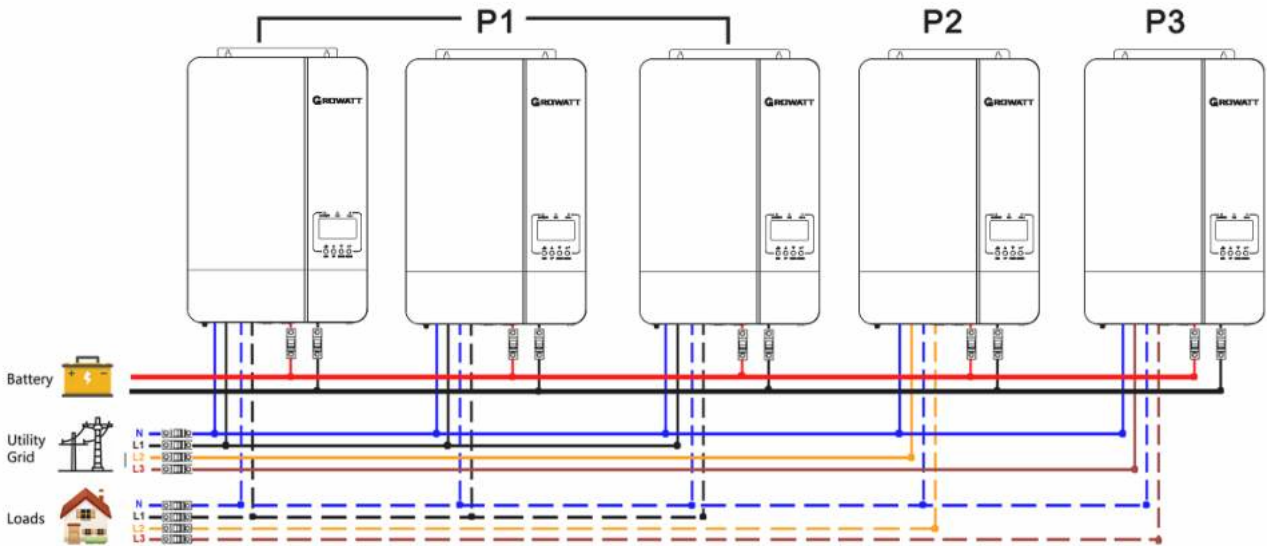 P1
P2
P3
GROWATT
GROWATT
GROWATT
GROWATT
GROWATT
Battery
Utility
Grid
N
L1
L2
L3
Loads
N
L1
L2
L3